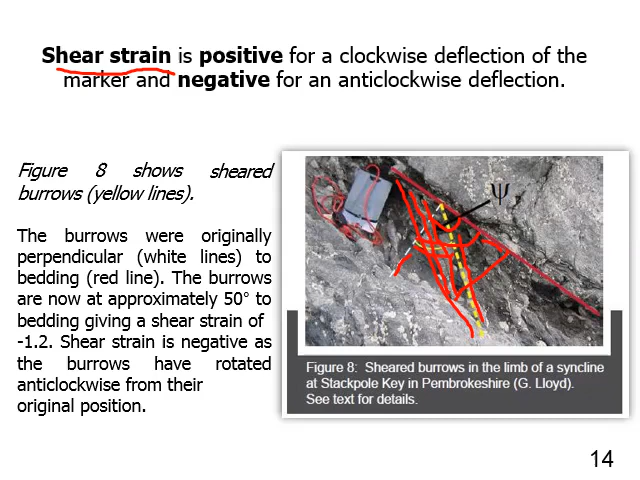 Shear strain is positive for a clockwise deflection of the
marker and negative for an anticlockwise deflection.
Figure 8 shows sheared
burrows (yellow lines).
The burrows were originally
perpendicular (white lines) to
bedding (red line). The burrows
are now at approximately 50° to
bedding giving a shear strain of
-1.2. Shear strain is negative as
the burrows have rotated
anticlockwise from their
original position.
ψ
Figure 8: Sheared burrows in the limb of a syncline
at Stackpole Key in Pembrokeshire (G. Lloyd).
See text for details.
14